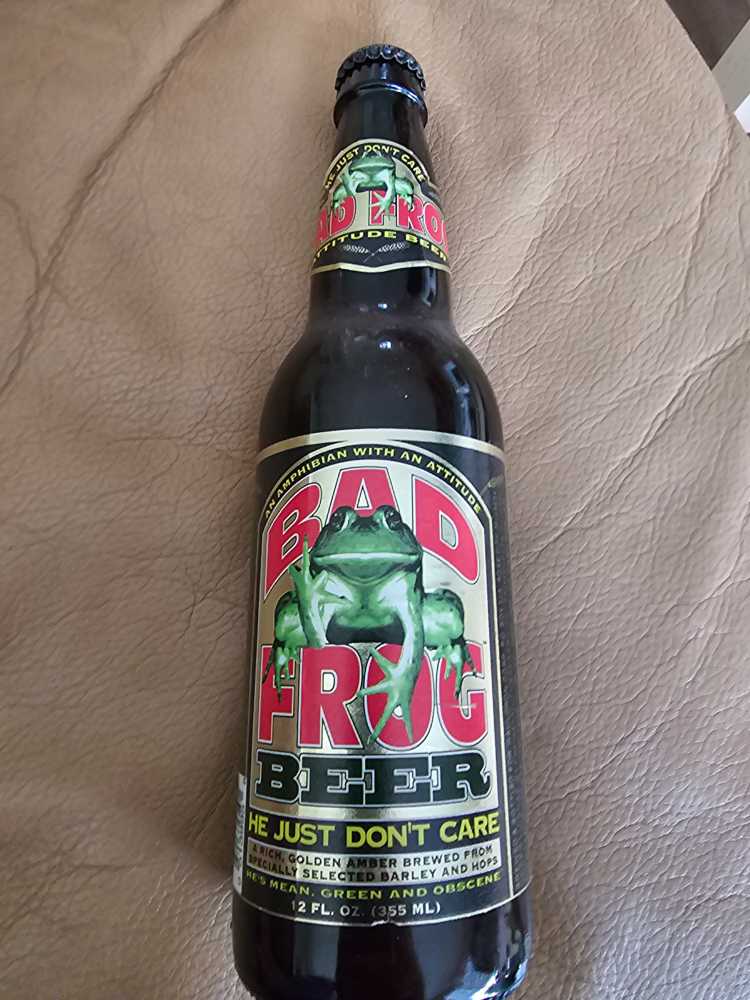 HE JUST DON'T CARE
BAD FROG
ATTITUDE BEER
AN AMPHIBIAN WITH AN ATTITUDE
BAD
FROG
BEER
HE JUST DON'T CARE
A RICH, GOLDEN AMBER BREWED FROM
SPECIALLY SELECTED BARLEY AND HOPS
HE'S MEAN, GREEN AND OBSCENE
12 FL. OZ. (355 ML)